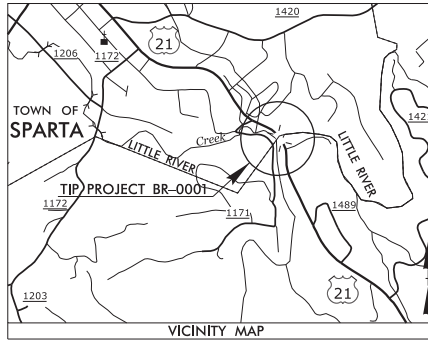 1420
21
1206
1172
TOWN OF
SPARTA
Creek
LITTLE RIVER
LITTLE RIVER
TIP PROJECT BR–0001
1172
1171
1489
1203
21
VICINITY MAP